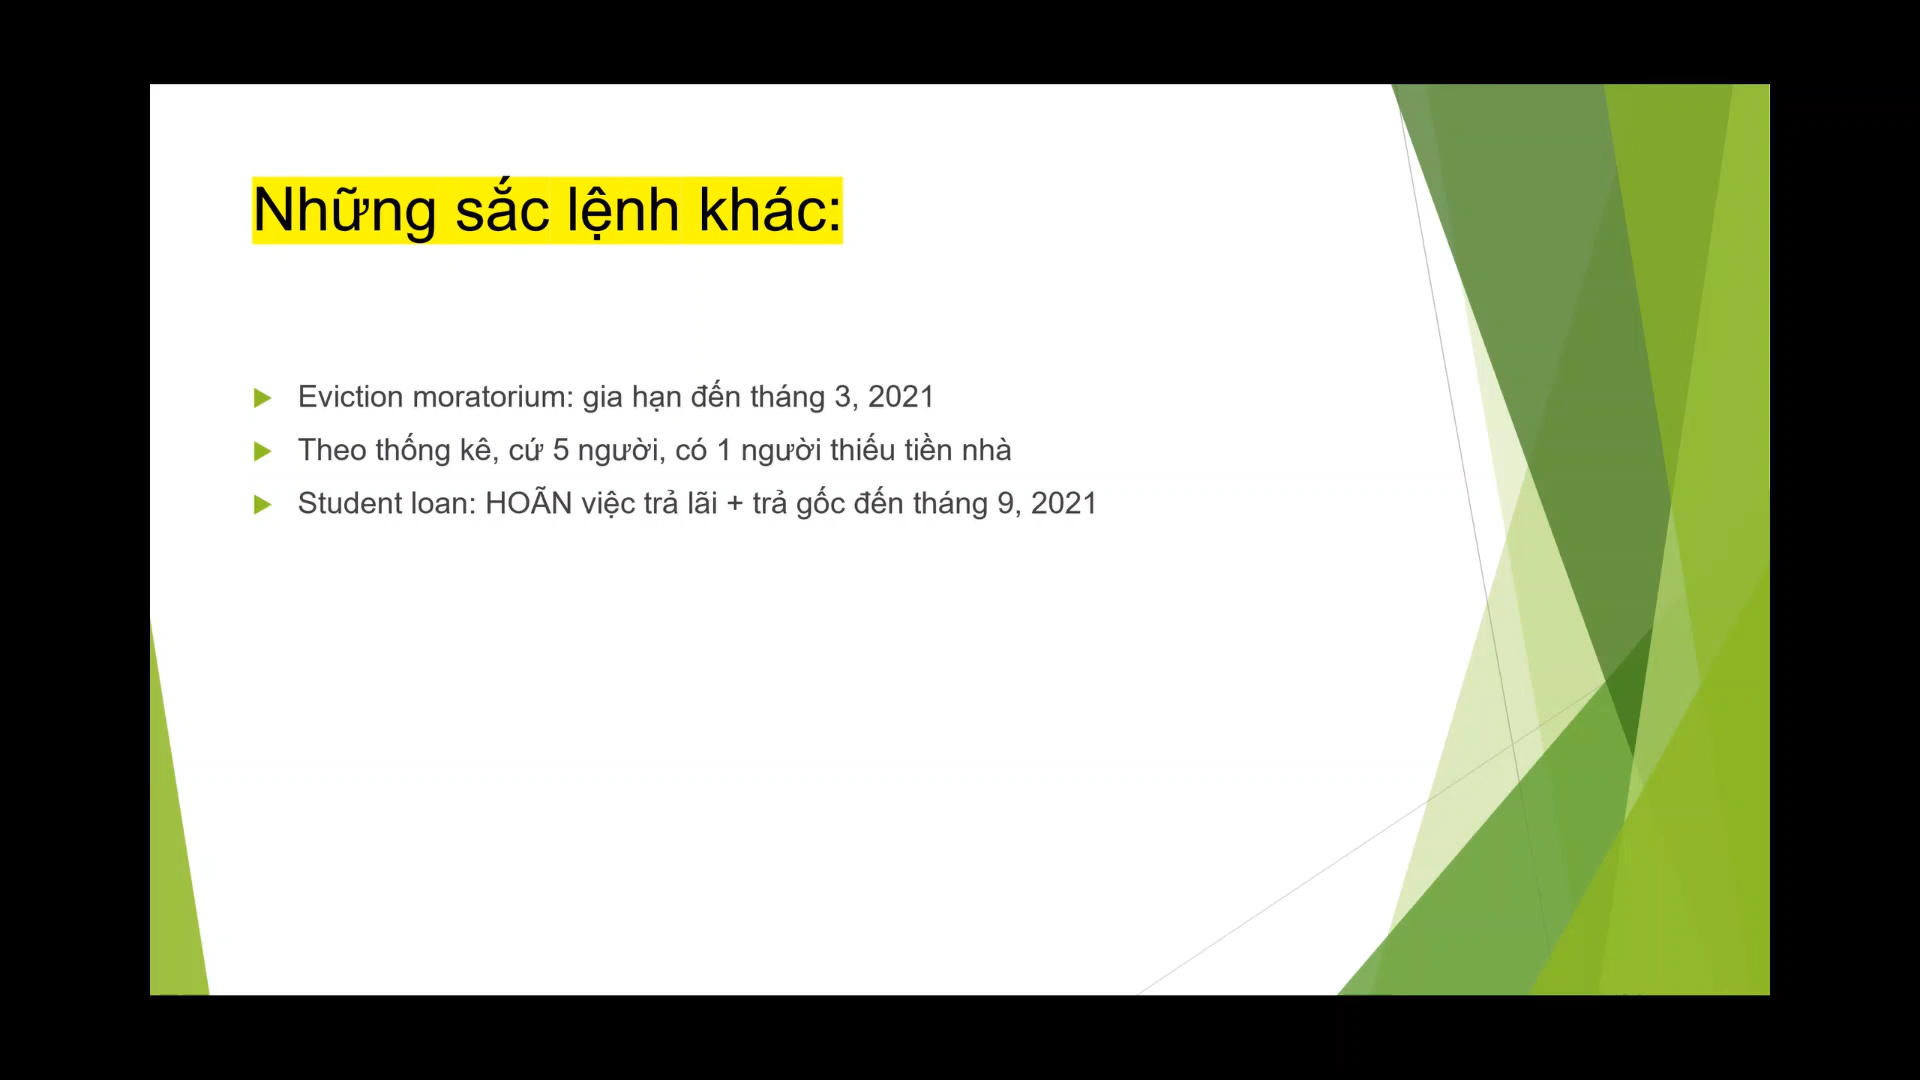 Những sắc lệnh khác:
Eviction moratorium: gia hạn đến tháng 3, 2021
Theo thống kê, cứ 5 người, có 1 người thiếu tiền nhà
Student loan: HOÃN việc trả lãi + trả gốc đến tháng 9, 2021